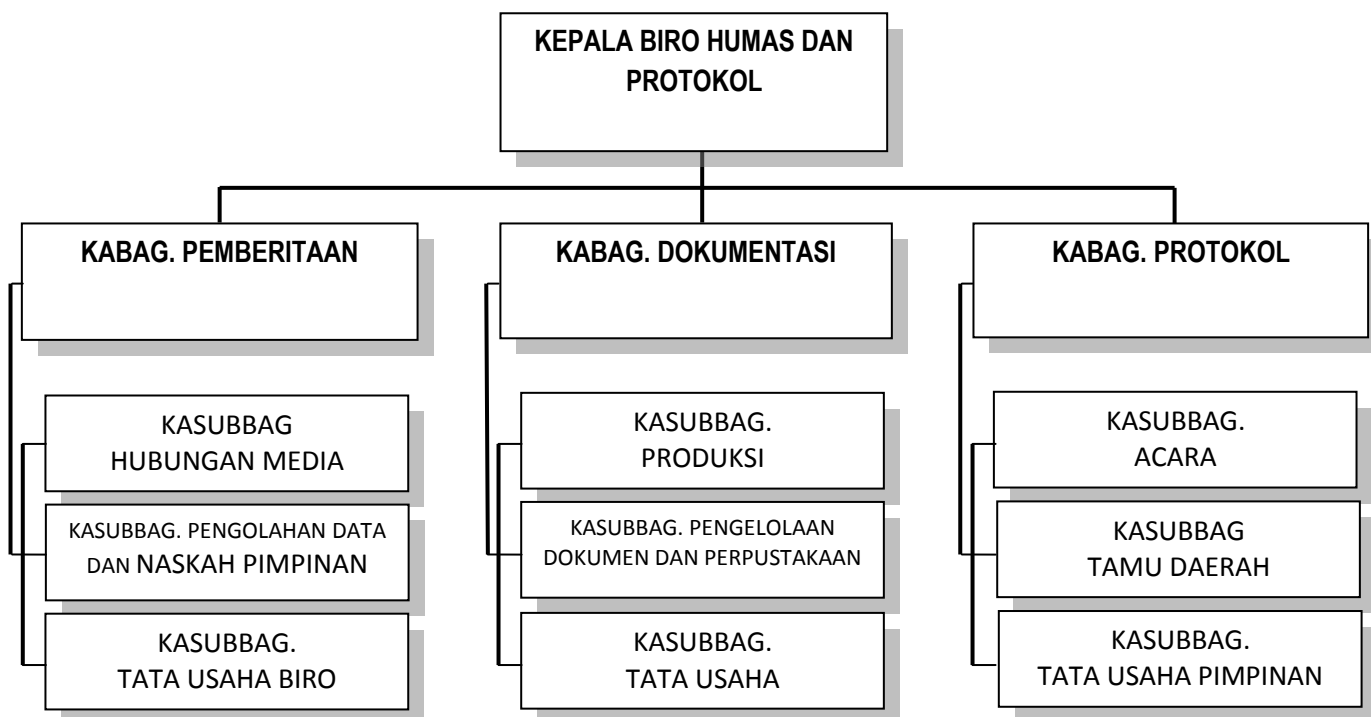 KEPALA BIRO HUMAS DAN
PROTOKOL
KABAG. PEMBERITAAN
KABAG. DOKUMENTASI
KABAG. PROTOKOL
KASUBBAG
HUBUNGAN MEDIA
KASUBBAG. PENGOLAHAN DATA
DAN NASKAH PIMPINAN
KASUBBAG.
TATA USAHA BIRO
KASUBBAG.
PRODUKSI
KASUBBAG. PENGELOLAAN
DOKUMEN DAN PERPUSTAKAAN
KASUBBAG.
TATA USAHA
KASUBBAG.
ACARA
KASUBBAG
TAMU DAERAH
KASUBBAG.
TATA USAHA PIMPINAN